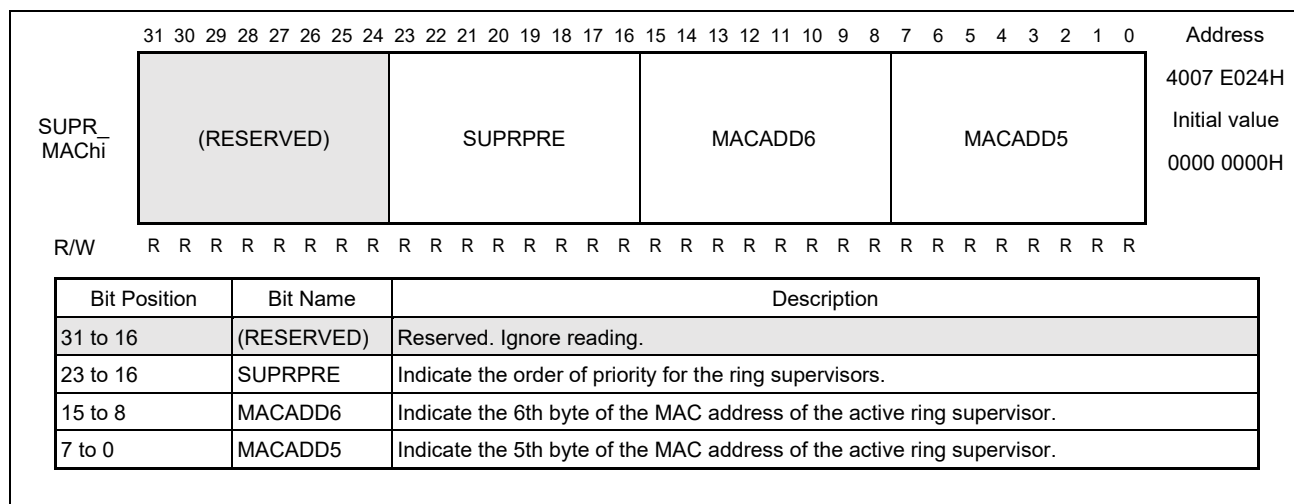 31 30 29 28 27 26 25 24 23 22 21 20 19 18 17 16 15 14 13 12 11 10 9 8 7 6 5 4 3 2 1 0 Address
4007 E024H
SUPR_
MAChi
(RESERVED) SUPRPRE MACADD6 MACADD5
Initial value
0000 0000H
R/W R R R R R R R R R R R R R R R R R R R R R R R R R R R R R R R R
Bit Position Bit Name Description
31 to 16 (RESERVED) Reserved. Ignore reading.
23 to 16 SUPRPRE Indicate the order of priority for the ring supervisors.
15 to 8 MACADD6 Indicate the 6th byte of the MAC address of the active ring supervisor.
7 to 0 MACADD5 Indicate the 5th byte of the MAC address of the active ring supervisor.